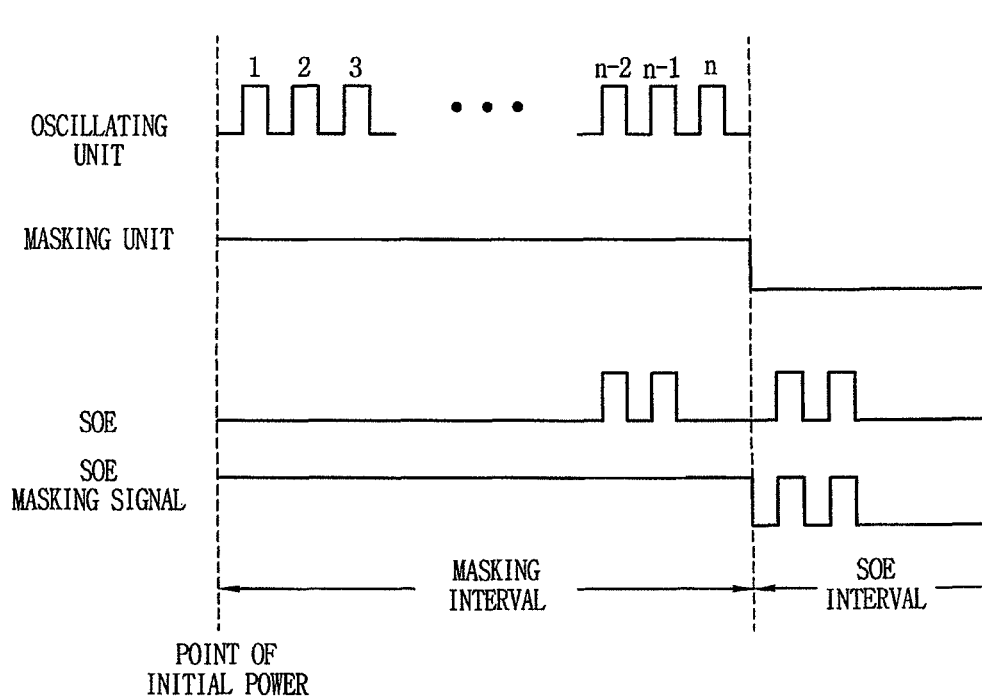 1 2 3 n-2 n-1 n
OSCILLATING
UNIT
MASKING UNIT
SOE
SOE
MASKING SIGNAL
MASKING
INTERVAL
SOE
INTERVAL
POINT OF
INITIAL POWER